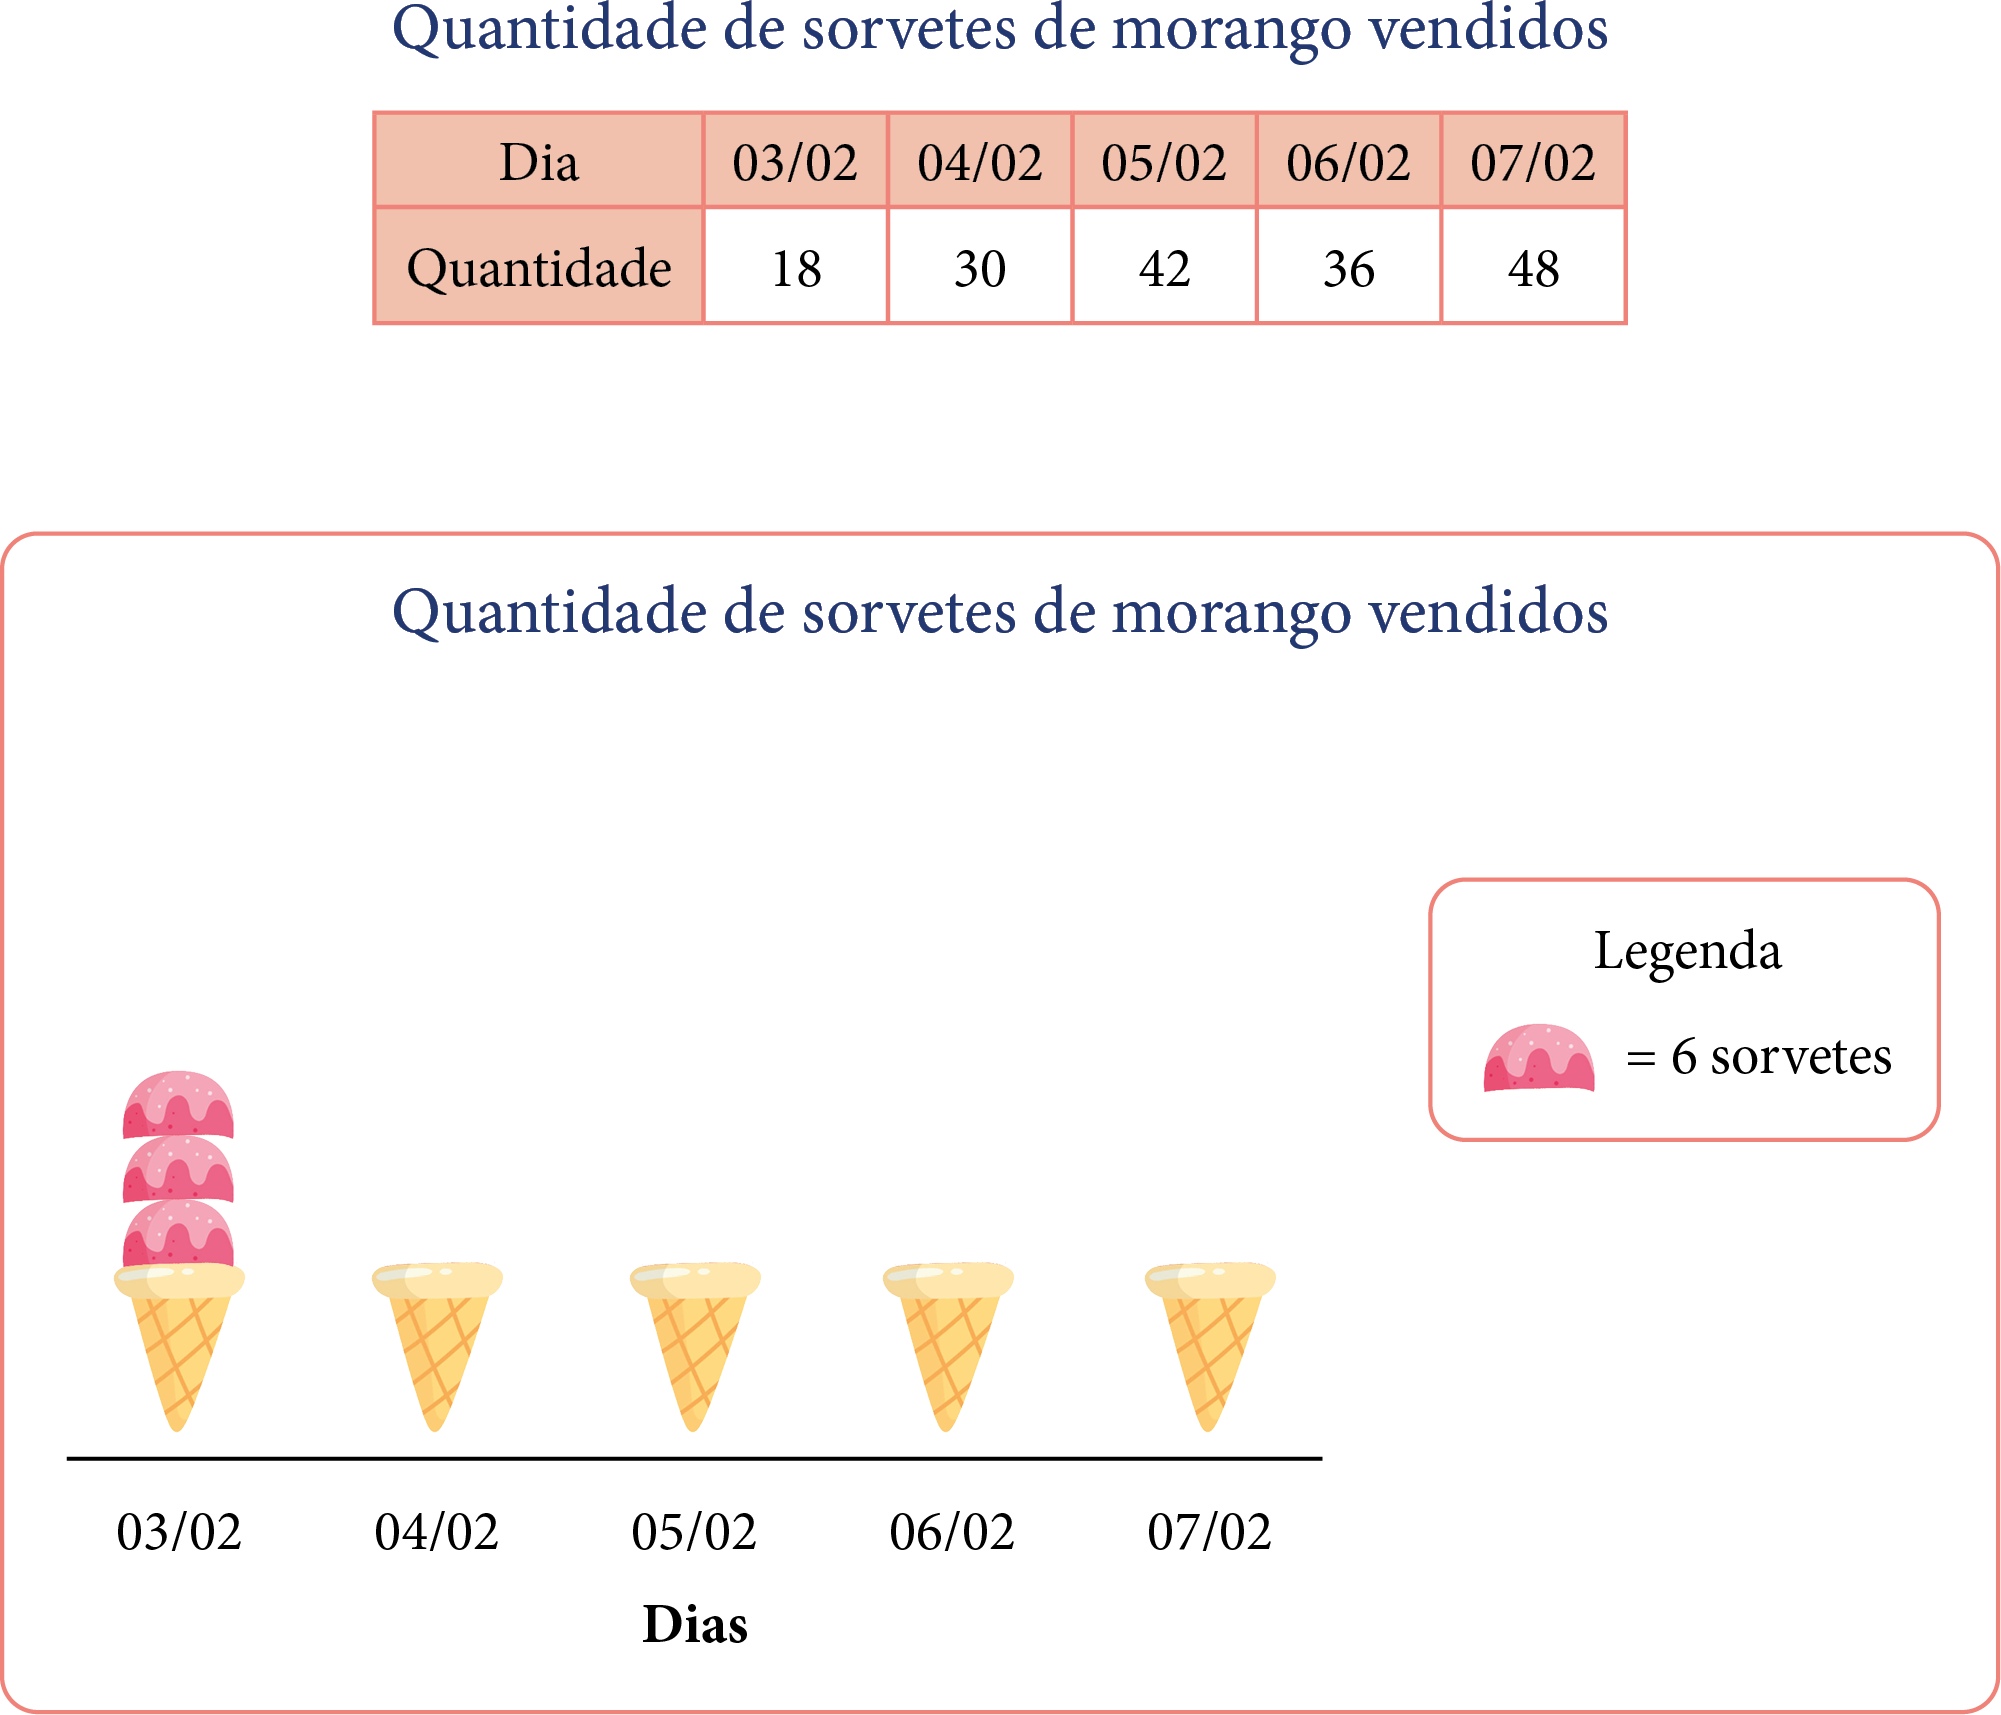 Quantidade de sorvetes de morango vendidos
Dia 03/02 04/02 05/02 06/02 07/02
Quantidade 18 30 42 36 48
Quantidade de sorvetes de morango vendidos
Legenda
= 6 sorvetes
03/02 04/02 05/02 06/02 07/02
Dias